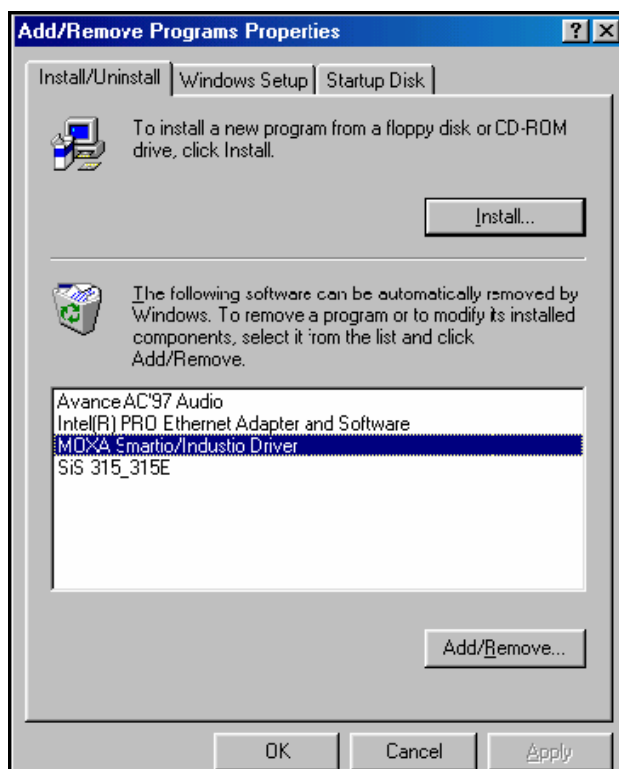 Add/Remove Programs Properties
Install/Uninstall
Windows Setup
Startup Disk
To install a new program from a floppy disk or CD-ROM
drive, click Install.
Install...
The following software can be automatically removed by
Windows. To remove a program or to modify its installed
components, select it from the list and click
Add/Remove.
Avance AC'97 Audio
Intel(R) PRO Ethernet Adapter and Software
MOXA Smartio/Industio Driver
SiS 315_315E
Add/Remove...
OK
Cancel
Apply